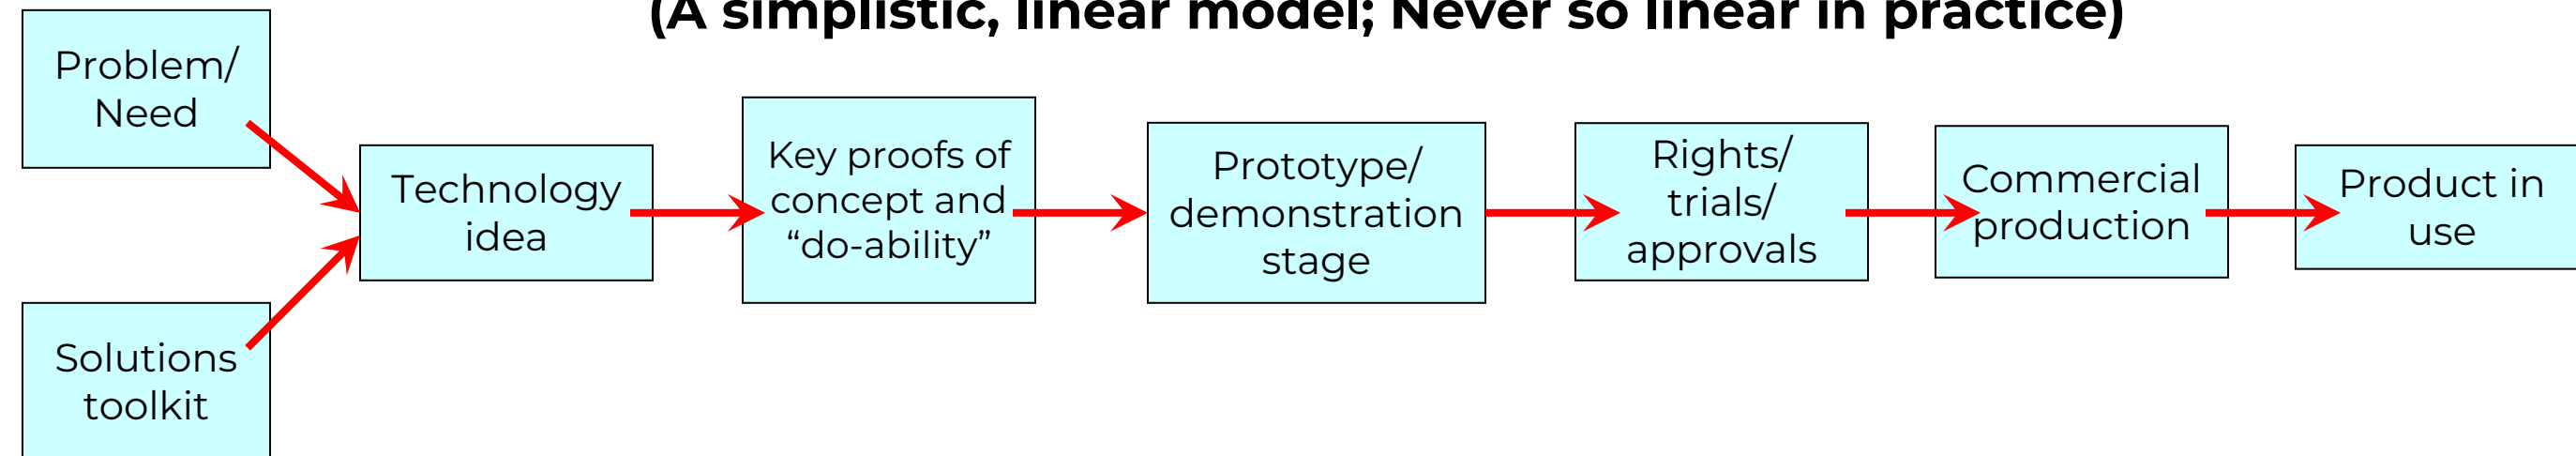 (A simplistic, linear model; Never so linear in practice)
Problem/
Need
Solutions
toolkit
Technology
idea
Key proofs of
concept and
“do-ability”
Prototype/
demonstration
stage
Rights/
trials/
approvals
Commercial
production
Product in
use